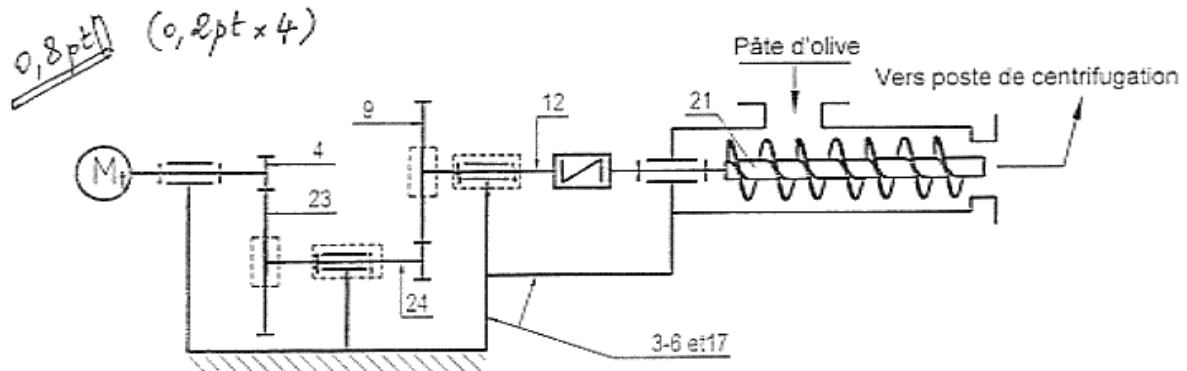 0,8pt (0,2pt x 4)
Pâte d'olive
Vers poste de centrifugation
9
12
21
4
Mt
23
24
3-6 et17